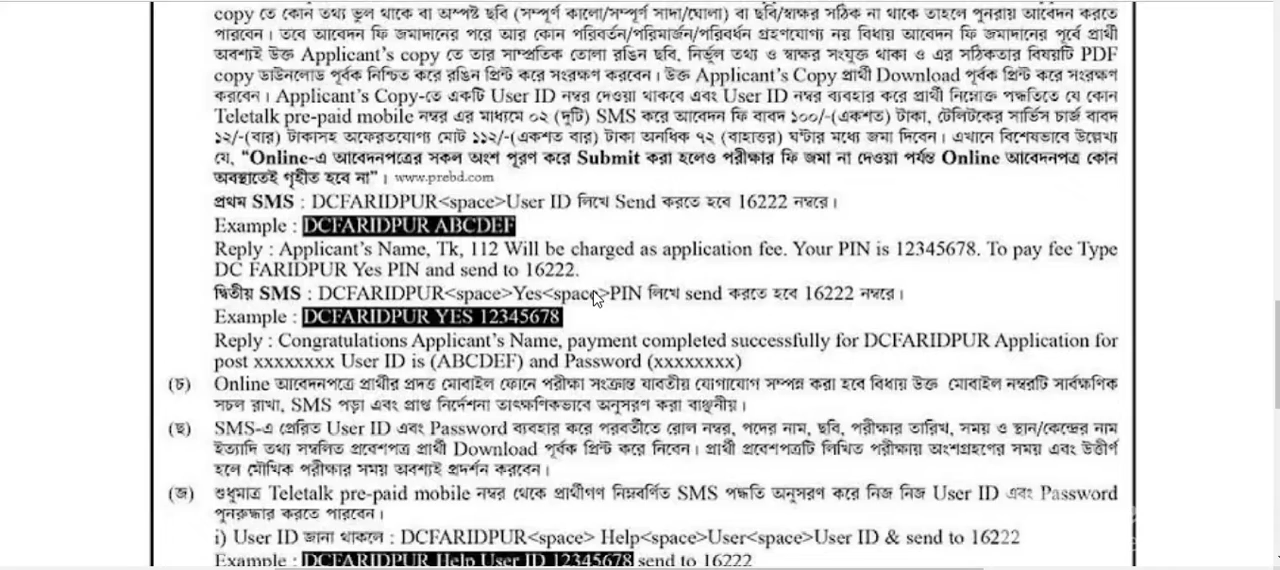 copy তে কোন তথ্য ভুল থাকে বা অস্পষ্ট ছবি (সম্পূর্ণ কালো/সম্পূর্ণ সাদা/ঘোলা) বা ছবি/স্বাক্ষর সঠিক না থাকে তাহলে পুনরায় আবেদন করতে
পারবেন। তবে আবেদন ফি জমাদানের পরে আর কোন পরিবর্তন/পরিমার্জন/পরিবর্ধন গ্রহণযোগ্য নয় বিধায় আবেদন ফি জমাদানের পূর্বে প্রার্থী
অবশ্যই উক্ত Applicant's copy তে তার সাম্প্রতিক তোলা রঙিন ছবি, নির্ভুল তথ্য ও স্বাক্ষর সংযুক্ত থাকা ও এর সঠিকতার বিষয়টি PDF
copy ডাউনলোড পূর্বক নিশ্চিত করে রঙিন প্রিন্ট করে সংরক্ষণ করবেন। উক্ত Applicant's Copy প্রার্থী Download পূর্বক প্রিন্ট করে সংরক্ষণ
করবেন। Applicant's Copy-তে একটি User ID নম্বর দেওয়া থাকবে এবং User ID নম্বর ব্যবহার করে প্রার্থী নিম্নোক্ত পদ্ধতিতে যে কোন
Teletalk pre-paid mobile নম্বর এর মাধ্যমে ০২ (দুটি) SMS করে আবেদন ফি বাবদ ১০০/-(একশত) টাকা, টেলিটকের সার্ভিস চার্জ বাবদ
১২/-(বার) টাকাসহ অফেরতযোগ্য মোট ১১২/-(একশত বার) টাকা অনধিক ৭২ (বাহাত্তর) ঘন্টার মধ্যে জমা দিবেন। এখানে বিশেষভাবে উল্লেখ্য
যে, "Online-এ আবেদনপত্রের সকল অংশ পূরণ করে Submit করা হলেও পরীক্ষার ফি জমা না দেওয়া পর্যন্ত Online আবেদনপত্র কোন
অবস্থাতেই গৃহীত হবে না"। www.prebd.com
প্রথম SMS : DCFARIDPUR<space>User ID লিখে Send করতে হবে 16222 নম্বরে।
Example : DCFARIDPUR ABCDEF
Reply : Applicant's Name, Tk, 112 Will be charged as application fee. Your PIN is 12345678. To pay fee Type
DC FARIDPUR Yes PIN and send to 16222.
দ্বিতীয় SMS : DCFARIDPUR<space>Yes<space>PIN লিখে send করতে হবে 16222 নম্বরে।
Example : DCFARIDPUR YES 12345678
Reply : Congratulations Applicant's Name, payment completed successfully for DCFARIDPUR Application for
post xxxxxxxx User ID is (ABCDEF) and Password (xxxxxxxx)
(চ) Online আবেদনপত্রে প্রার্থীর প্রদত্ত মোবাইল ফোনে পরীক্ষা সংক্রান্ত যাবতীয় যোগাযোগ সম্পন্ন করা হবে বিধায় উক্ত মোবাইল নম্বরটি সার্বক্ষণিক
সচল রাখা, SMS পড়া এবং প্রাপ্ত নির্দেশনা তাৎক্ষণিকভাবে অনুসরণ করা বাঞ্ছনীয়।
(ছ) SMS-এ প্রেরিত User ID এবং Password ব্যবহার করে পরবর্তীতে রোল নম্বর, পদের নাম, ছবি, পরীক্ষার তারিখ, সময় ও স্থান/কেন্দ্রের নাম
ইত্যাদি তথ্য সম্বলিত প্রবেশপত্র প্রার্থী Download পূর্বক প্রিন্ট করে নিবেন। প্রার্থী প্রবেশপত্রটি লিখিত পরীক্ষায় অংশগ্রহণের সময় এবং উত্তীর্ণ
হলে মৌখিক পরীক্ষার সময় অবশ্যই প্রদর্শন করবেন।
(জ) শুধুমাত্র Teletalk pre-paid mobile নম্বর থেকে প্রার্থীগণ নিম্নবর্ণিত SMS পদ্ধতি অনুসরণ করে নিজ নিজ User ID এবং Password
পুনরুদ্ধার করতে পারবেন।
i) User ID জানা থাকলে : DCFARIDPUR<space> Help<space>User<space>User ID & send to 16222
Example : DCFARIDPUR Help User ID 12345678 send to 16222